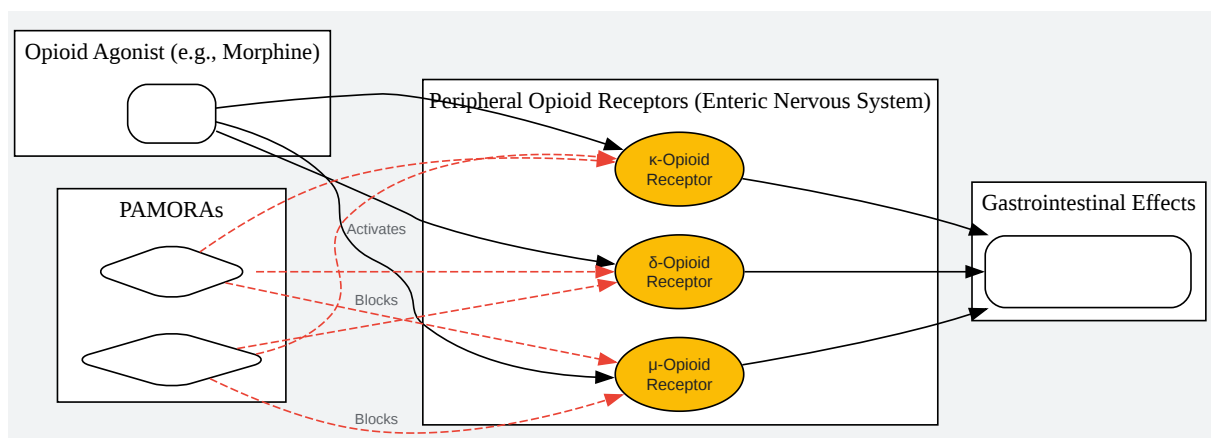 Opioid Agonist (e.g., Morphine)
Peripheral Opioid Receptors (Enteric Nervous System)
κ-Opioid
Receptor
PAMORAs
Gastrointestinal Effects
Activates
δ-Opioid
Receptor
Blocks
μ-Opioid
Receptor
Blocks